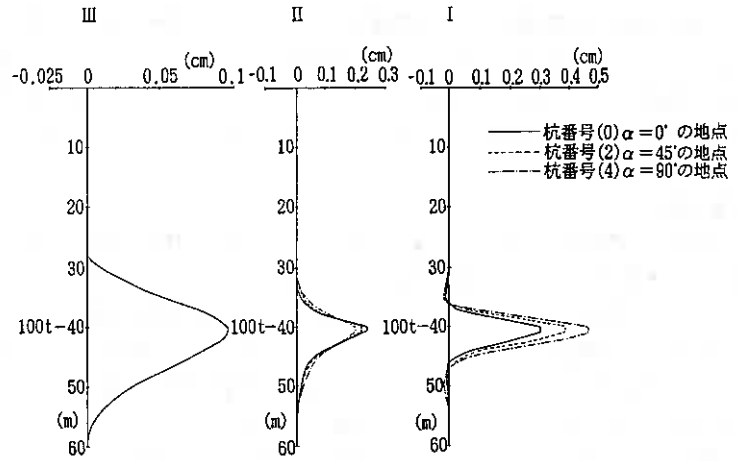 III II I
(cm) (cm) (cm)
-0.025 0 0.05 0.1 -0.1 0 0.1 0.2 0.3 -0.1 0 0.1 0.2 0.3 0.4 0.5
杭番号(0)α=0°の地点
10 10 10
杭番号(2)α=45°の地点
杭番号(4)α=90°の地点
20 20 20
30 30 30
100t-40 100t-40 100t-40
50 50 50
(m) (m) (m)
60 60 60